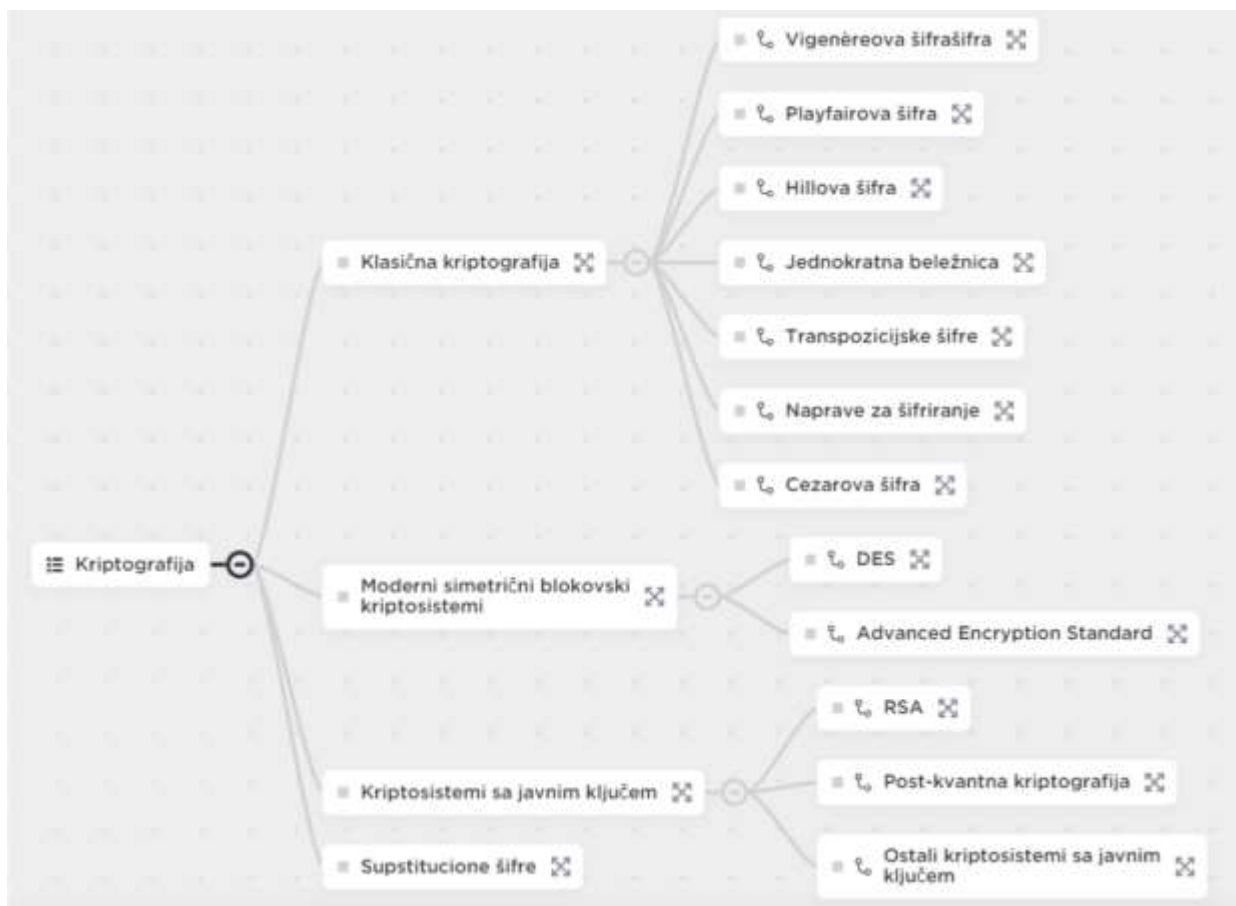 Vigenèreova šifrašifra
Playfairova šifra
Hillova šifra
Klasična kriptografija
Jednokratna beležnica
Transpozicijske šifre
Naprave za šifriranje
Cezarova šifra
Kriptografija
Moderni simetrični blokovski
kriptosistemi
DES
Advanced Encryption Standard
RSA
Kriptosistemi sa javnim ključem
Post-kvantna kriptografija
Supstitucione šifre
Ostali kriptosistemi sa javnim
ključem